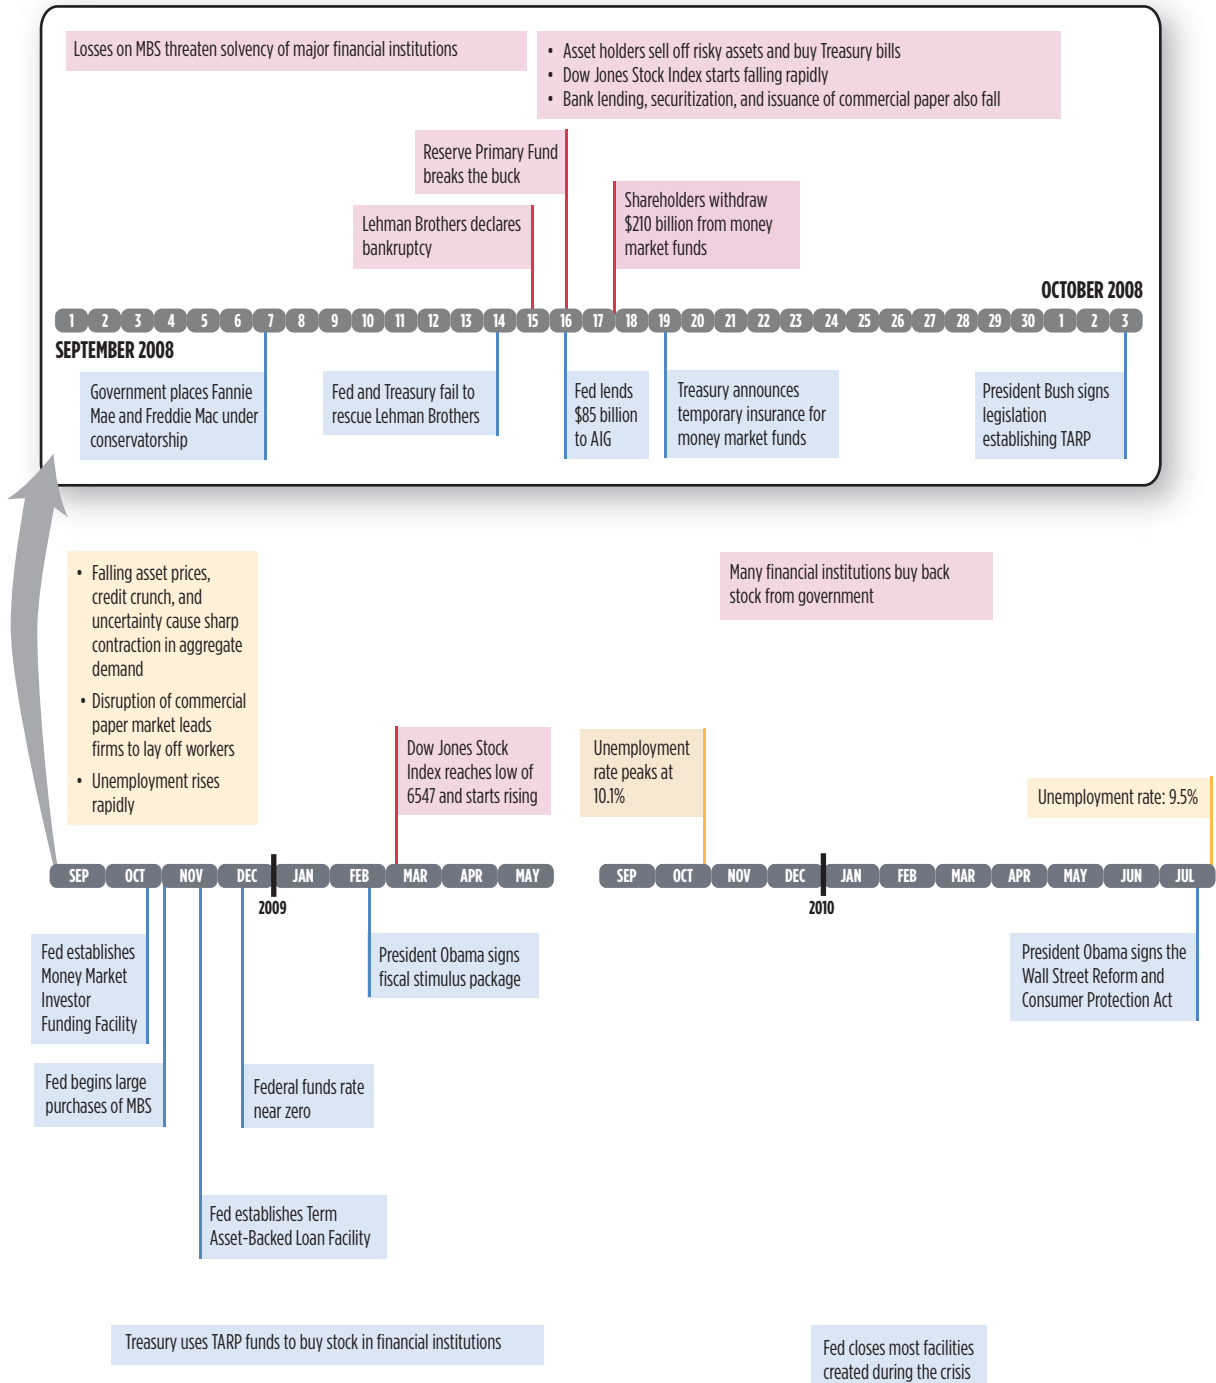 Losses on MBS threaten solvency of major financial institutions
• Asset holders sell off risky assets and buy Treasury bills
• Dow Jones Stock Index starts falling rapidly
• Bank lending, securitization, and issuance of commercial paper also fall
Reserve Primary Fund
breaks the buck
Lehman Brothers declares
bankruptcy
Shareholders withdraw
$210 billion from money
market funds
OCTOBER 2008
1 2 3 4 5 6 7 8 9 10 11 12 13 14 15 16 17 18 19 20 21 22 23 24 25 26 27 28 29 30 1 2 3
SEPTEMBER 2008
Government places Fannie
Mae and Freddie Mac under
conservatorship
Fed and Treasury fail to
rescue Lehman Brothers
Fed lends
$85 billion
to AIG
Treasury announces
temporary insurance for
money market funds
President Bush signs
legislation
establishing TARP
• Falling asset prices,
credit crunch, and
uncertainty cause sharp
contraction in aggregate
demand
• Disruption of commercial
paper market leads
firms to lay off workers
• Unemployment rises
rapidly
Many financial institutions buy back
stock from government
Dow Jones Stock
Index reaches low of
6547 and starts rising
Unemployment
rate peaks at
10.1%
Unemployment rate: 9.5%
SEP OCT NOV DEC JAN FEB MAR APR MAY
2009
SEP OCT NOV DEC JAN FEB MAR APR MAY JUN JUL
2010
Fed establishes
Money Market
Investor
Funding Facility
President Obama signs
fiscal stimulus package
President Obama signs the
Wall Street Reform and
Consumer Protection Act
Fed begins large
purchases of MBS
Federal funds rate
near zero
Fed establishes Term
Asset-Backed Loan Facility
Treasury uses TARP funds to buy stock in financial institutions
Fed closes most facilities
created during the crisis